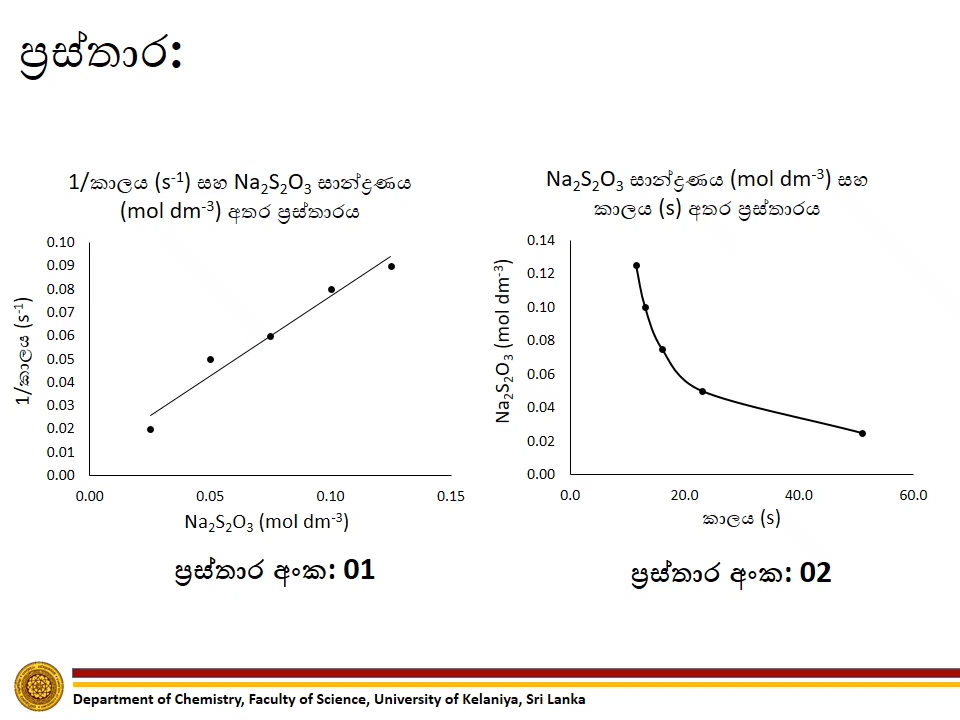 ප්‍රස්තාර:
1/කාලය (s-1) සහ Na2S2O3 සාන්ද්‍රණය
(mol dm-3) අතර ප්‍රස්තාරය
0.10
0.09
0.08
0.07
0.06
0.05
0.04
0.03
0.02
0.01
0.00
1/කාලය (s-1)
0.00 0.05 0.10 0.15
Na2S2O3 (mol dm-3)
ප්‍රස්තාර අංක: 01
Na2S2O3 සාන්ද්‍රණය (mol dm-3) සහ
කාලය (s) අතර ප්‍රස්තාරය
0.14
0.12
0.10
0.08
0.06
0.04
0.02
0.00
Na2S2O3 (mol dm-3)
0.0 20.0 40.0 60.0
කාලය (s)
ප්‍රස්තාර අංක: 02
Department of Chemistry, Faculty of Science, University of Kelaniya, Sri Lanka